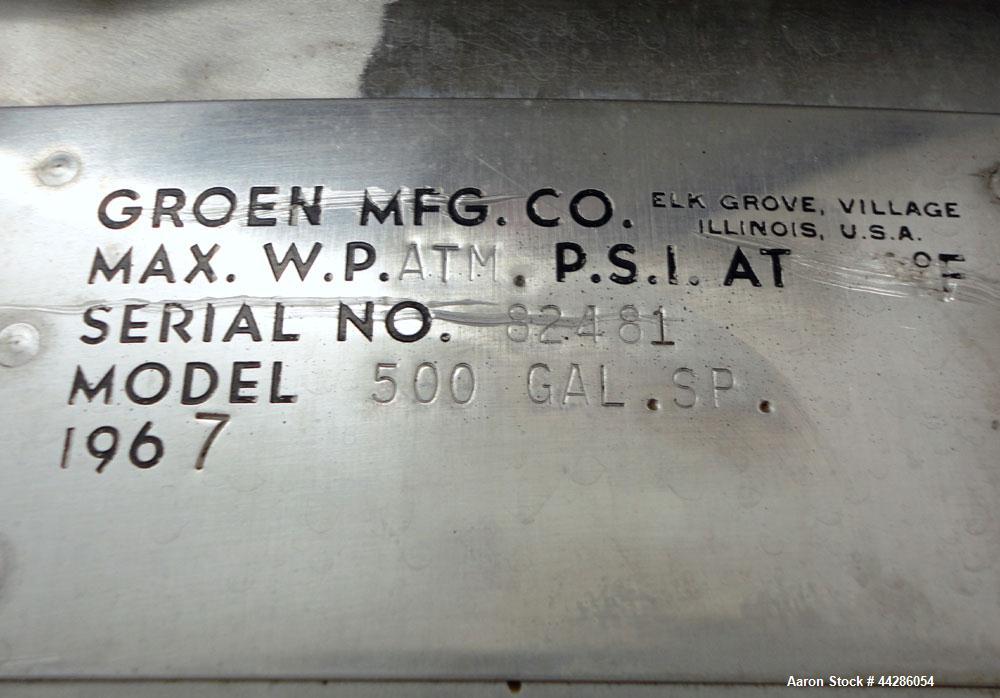 GROEN MFG. CO. ELK GROVE, VILLAGE
ILLINOIS, U.S.A.
MAX. W.P. ATM. P.S.I. AT °F
SERIAL NO. 82481
MODEL 500 GAL.SP.
1967
Aaron Stock # 44286054